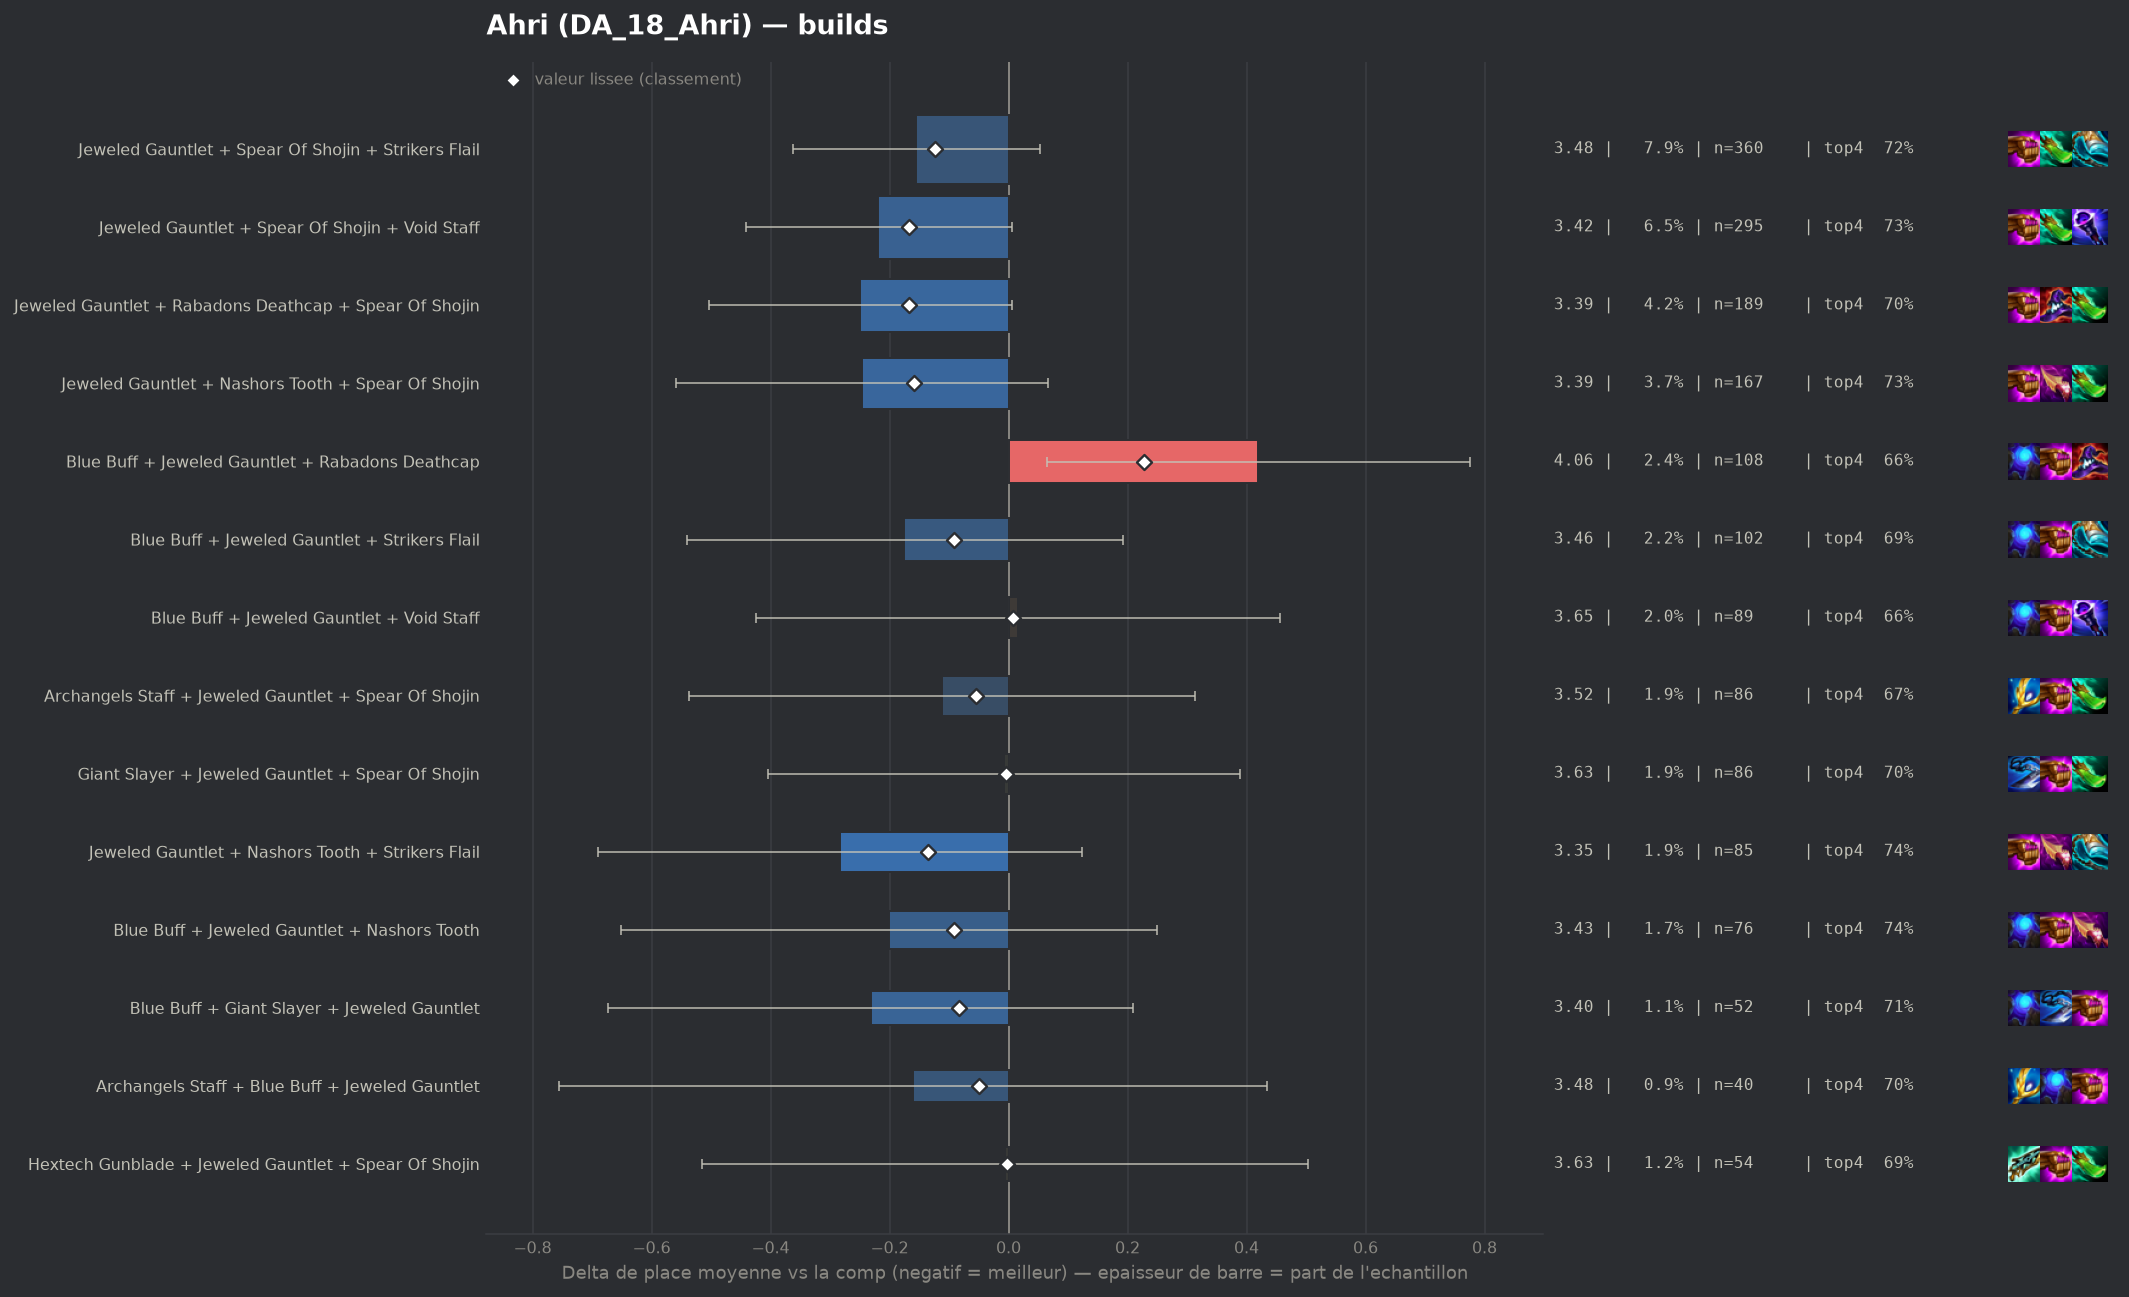 Ahri (DA_18_Ahri) — builds
valeur lissee (classement)
Jeweled Gauntlet + Spear Of Shojin + Strikers Flail 3.48 | 7.9% | n=360 | top4 72%
Jeweled Gauntlet + Spear Of Shojin + Void Staff 3.42 | 6.5% | n=295 | top4 73%
Jeweled Gauntlet + Rabadons Deathcap + Spear Of Shojin 3.39 | 4.2% | n=189 | top4 70%
Jeweled Gauntlet + Nashors Tooth + Spear Of Shojin 3.39 | 3.7% | n=167 | top4 73%
Blue Buff + Jeweled Gauntlet + Rabadons Deathcap 4.06 | 2.4% | n=108 | top4 66%
Blue Buff + Jeweled Gauntlet + Strikers Flail 3.46 | 2.2% | n=102 | top4 69%
Blue Buff + Jeweled Gauntlet + Void Staff 3.65 | 2.0% | n=89 | top4 66%
Archangels Staff + Jeweled Gauntlet + Spear Of Shojin 3.52 | 1.9% | n=86 | top4 67%
Giant Slayer + Jeweled Gauntlet + Spear Of Shojin 3.63 | 1.9% | n=86 | top4 70%
Jeweled Gauntlet + Nashors Tooth + Strikers Flail 3.35 | 1.9% | n=85 | top4 74%
Blue Buff + Jeweled Gauntlet + Nashors Tooth 3.43 | 1.7% | n=76 | top4 74%
Blue Buff + Giant Slayer + Jeweled Gauntlet 3.40 | 1.1% | n=52 | top4 71%
Archangels Staff + Blue Buff + Jeweled Gauntlet 3.48 | 0.9% | n=40 | top4 70%
Hextech Gunblade + Jeweled Gauntlet + Spear Of Shojin 3.63 | 1.2% | n=54 | top4 69%
−0.8 −0.6 −0.4 −0.2 0.0 0.2 0.4 0.6 0.8
Delta de place moyenne vs la comp (negatif = meilleur) — epaisseur de barre = part de l'echantillon